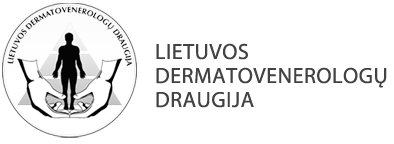 LIETUVOS DERMATOVENEROLOGŲ DRAUGIJA
LIETUVOS
DERMATOVENEROLOGŲ
DRAUGIJA